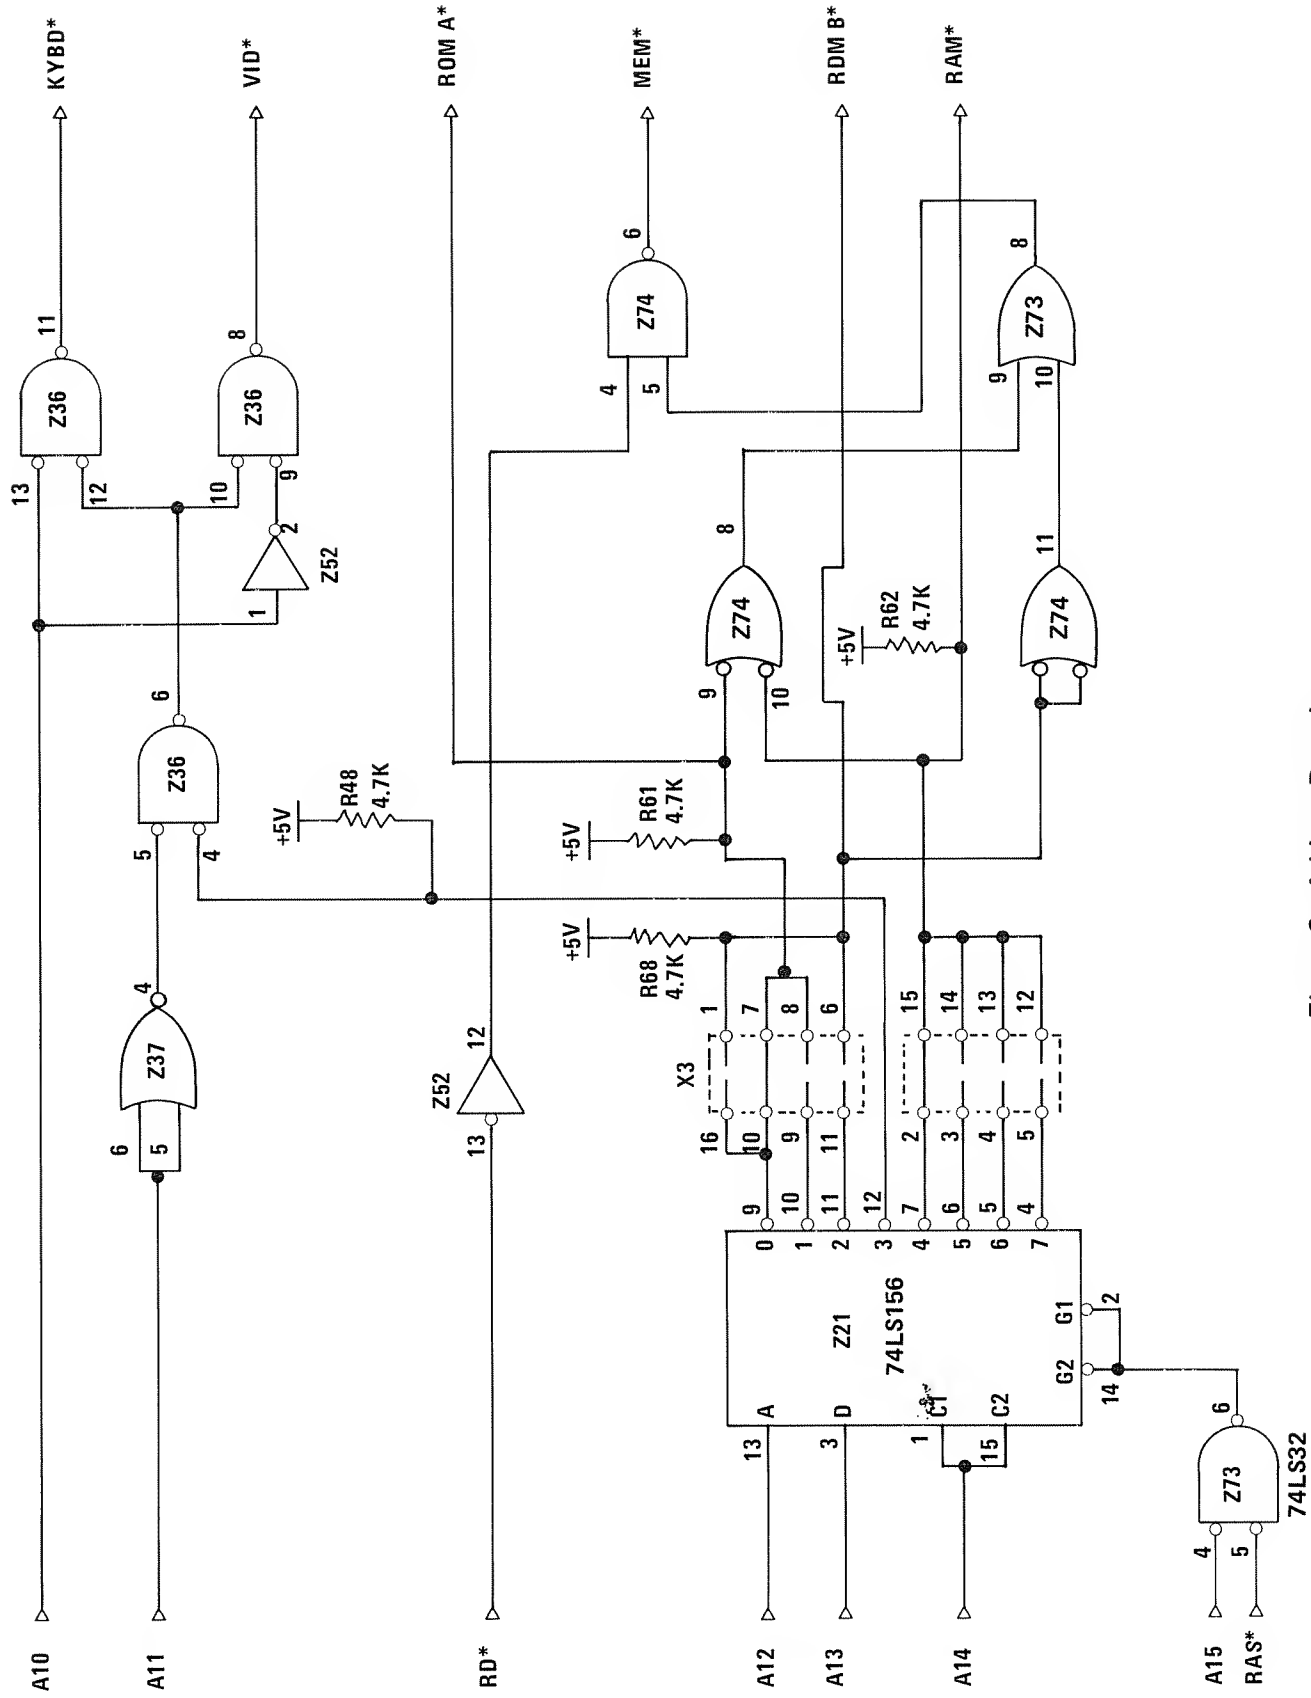 KYBD*
VID*
ROM A*
MEM*
RDM B*
RAM*
11
Z36
13
12
8
Z36
10
9
2
Z52
1
6
Z36
5
4
+5V
R48
4.7K
4
Z37
6
5
6
Z74
4
5
8
Z73
9
10
8
Z74
9
10
+5V
R62
4.7K
11
Z74
+5V
R61
4.7K
+5V
R68
4.7K
12
Z52
13
X3
1
7
8
6
15
14
13
12
16
10
9
11
2
3
4
5
9
10
11
12
7
6
5
4
0
1
2
3
4
5
6
7
Z21
74LS156
G1
2
G2
14
A
D
C1
C2
13
3
1
15
6
Z73
74LS32
4
5
A10
A11
RD*
A12
A13
A14
A15
RAS*